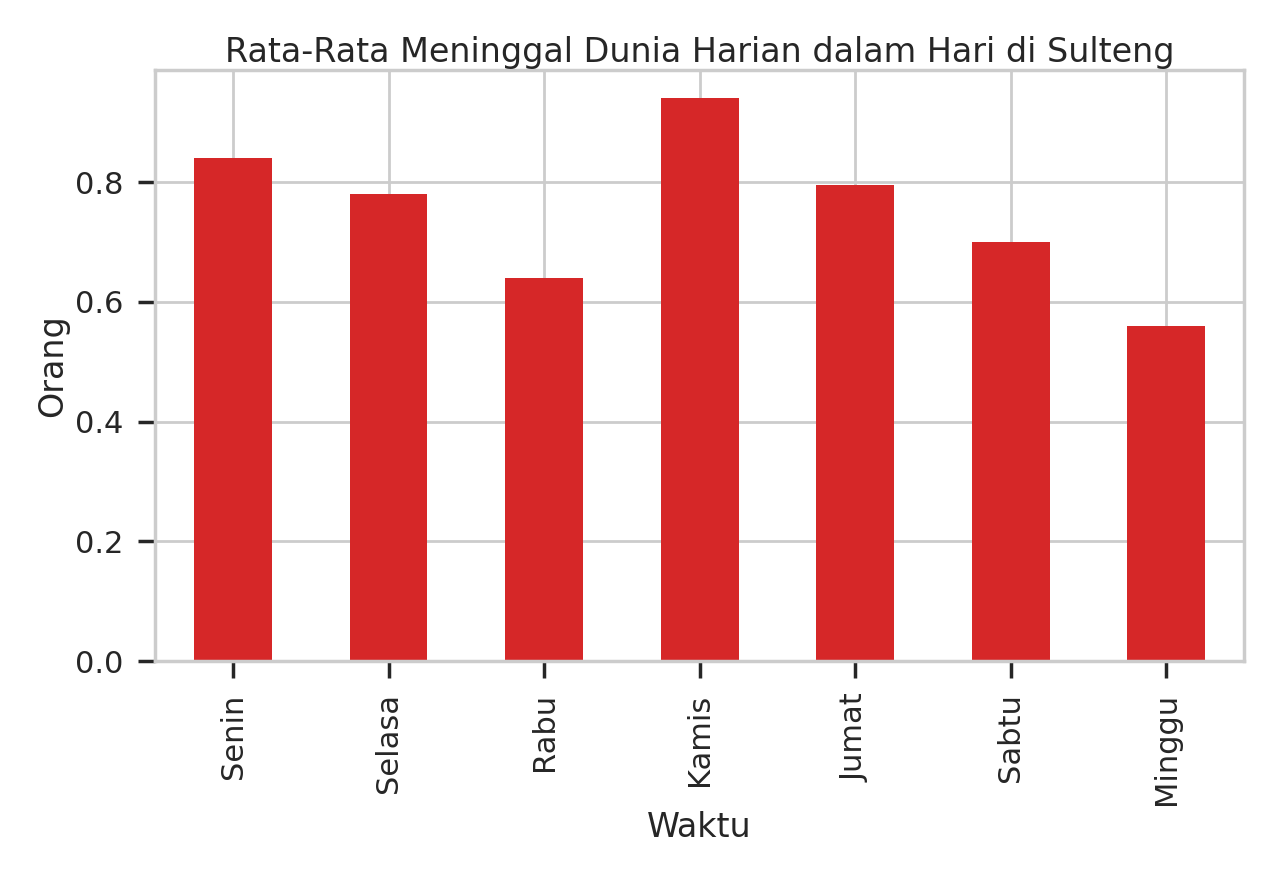 Rata-Rata Meninggal Dunia Harian dalam Hari di Sulteng
Orang
0.8
0.6
0.4
0.2
0.0
Senin
Selasa
Rabu
Kamis
Jumat
Sabtu
Minggu
Waktu